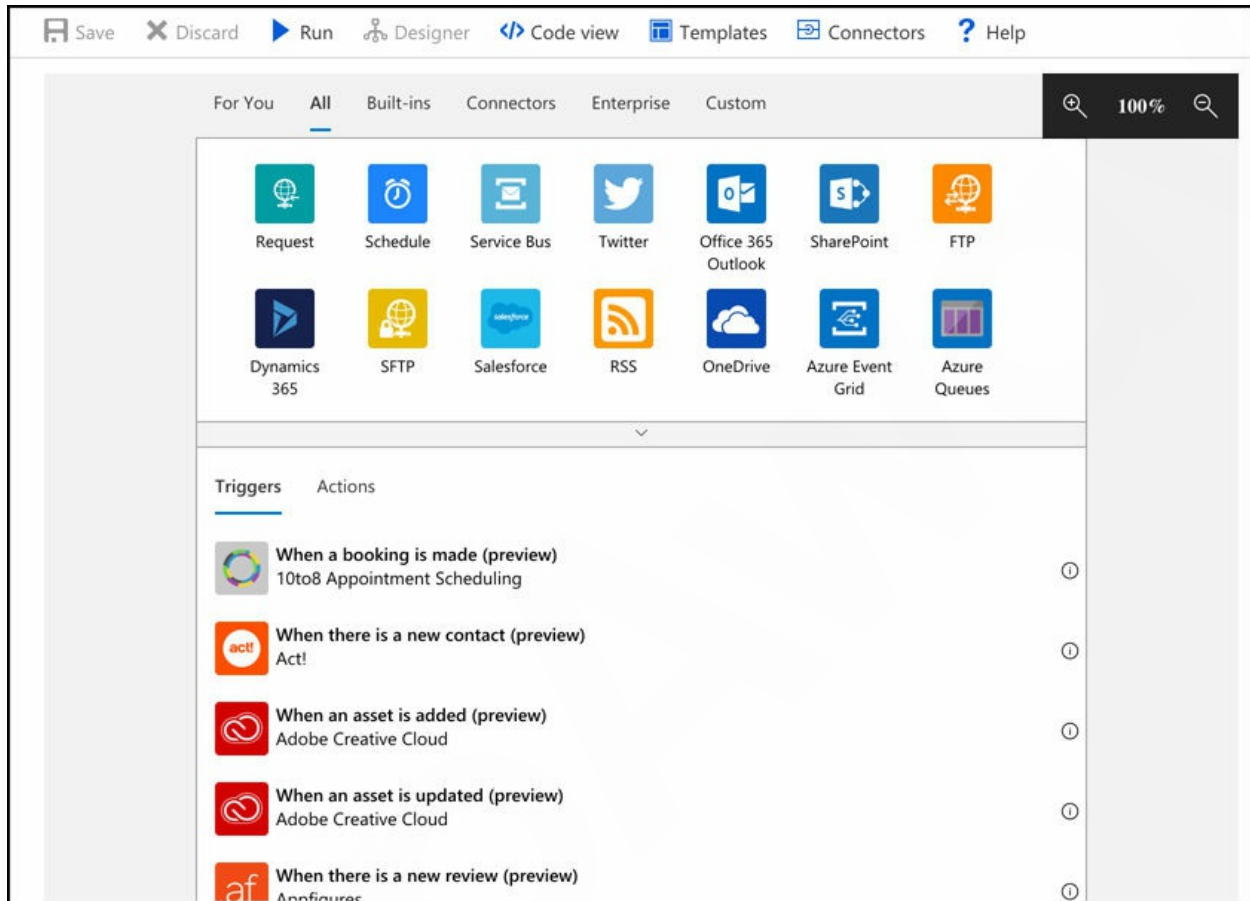 Save Discard Run Designer Code view Templates Connectors Help
For You All Built-ins Connectors Enterprise Custom
100%
Request Schedule Service Bus Twitter Office 365 Outlook SharePoint FTP
salesforce
Dynamics 365 SFTP Salesforce RSS OneDrive Azure Event Grid Azure Queues
Triggers Actions
When a booking is made (preview)
10to8 Appointment Scheduling
act!
When there is a new contact (preview)
Act!
When an asset is added (preview)
Adobe Creative Cloud
When an asset is updated (preview)
Adobe Creative Cloud
af
When there is a new review (preview)
Appfigures